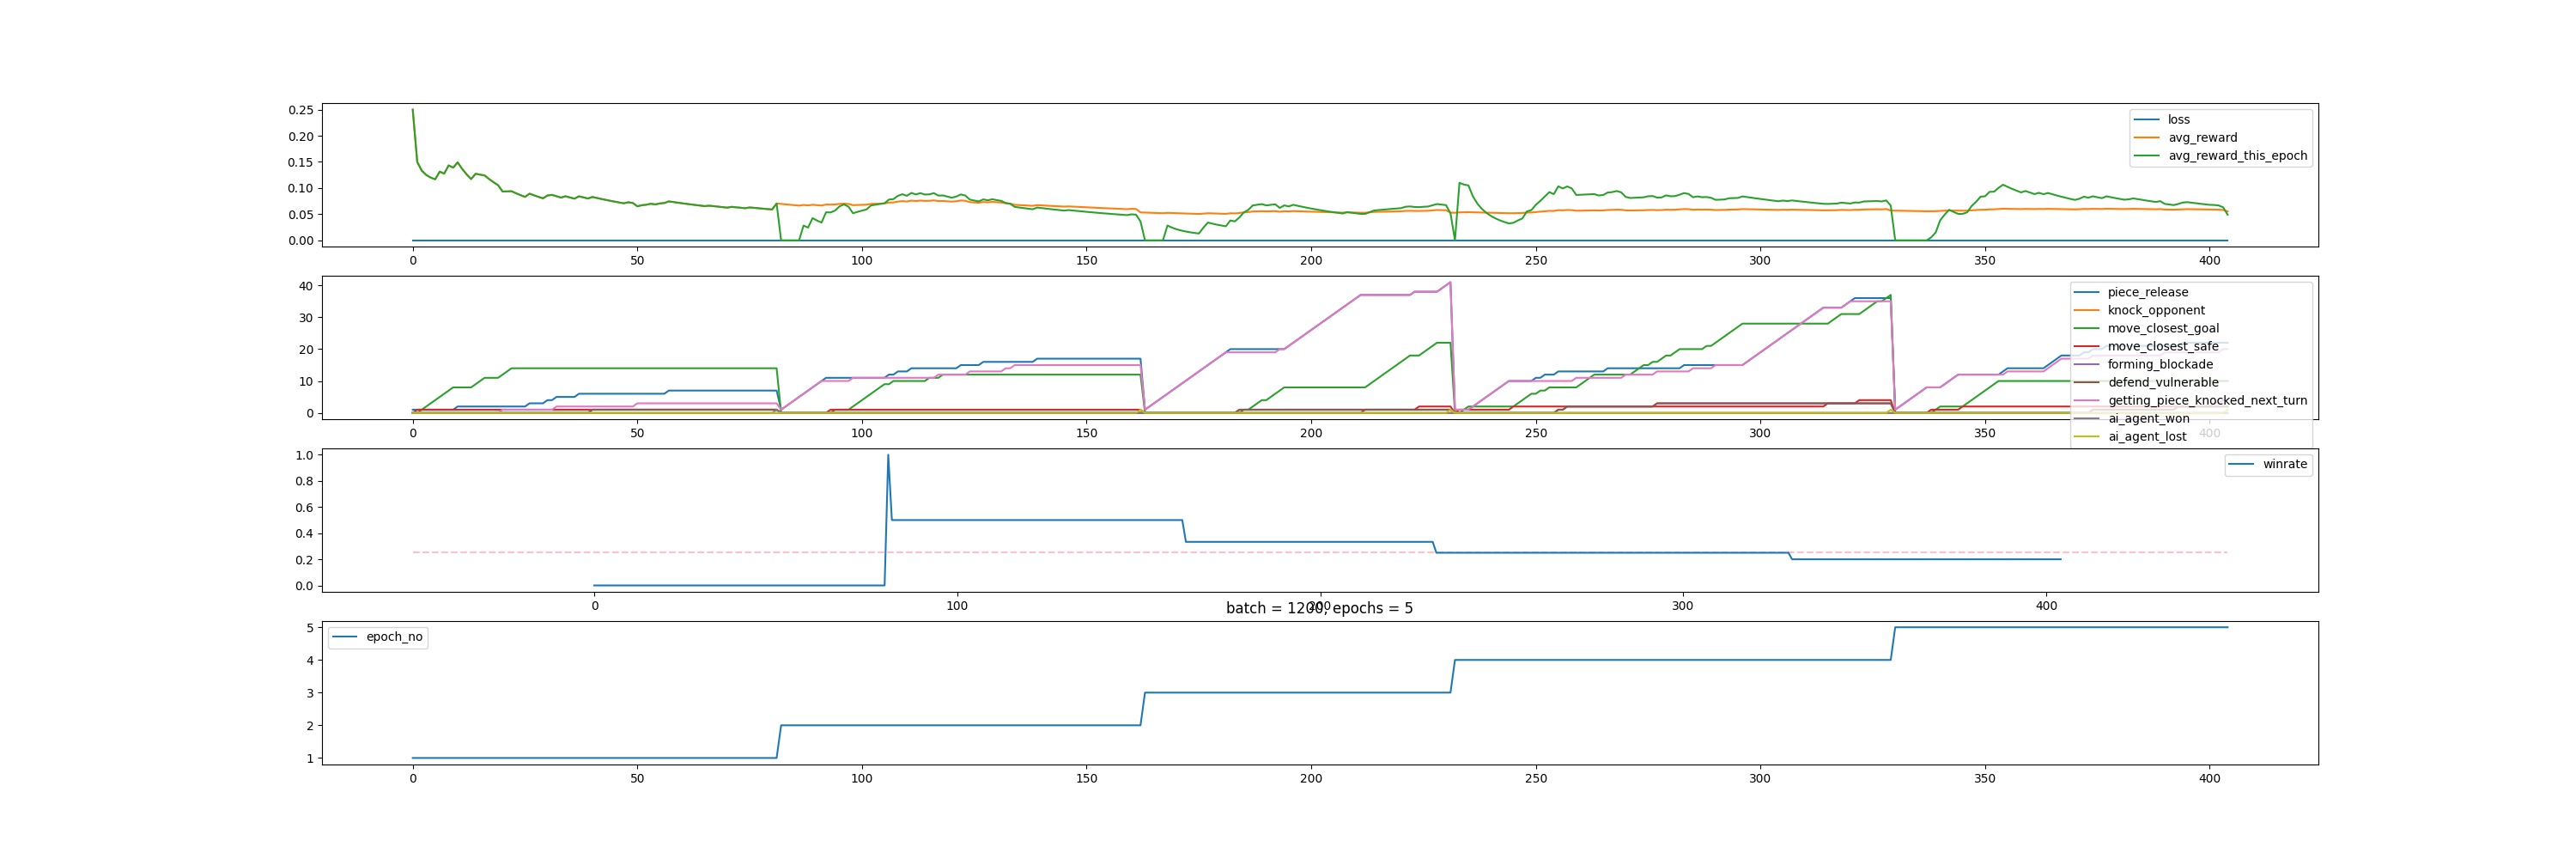 0.25
0.20
0.15
0.10
0.05
0.00
loss
avg_reward
avg_reward_this_epoch
0 50 100 150 200 250 300 350 400
40
30
20
10
0
piece_release
knock_opponent
move_closest_goal
move_closest_safe
forming_blockade
defend_vulnerable
getting_piece_knocked_next_turn
ai_agent_won
ai_agent_lost
0 50 100 150 200 250 300 350 400
1.0
0.8
0.6
0.4
0.2
0.0
winrate
0 100 200 300 400
batch = 1200, epochs = 5
5
4
3
2
1
epoch_no
0 50 100 150 200 250 300 350 400